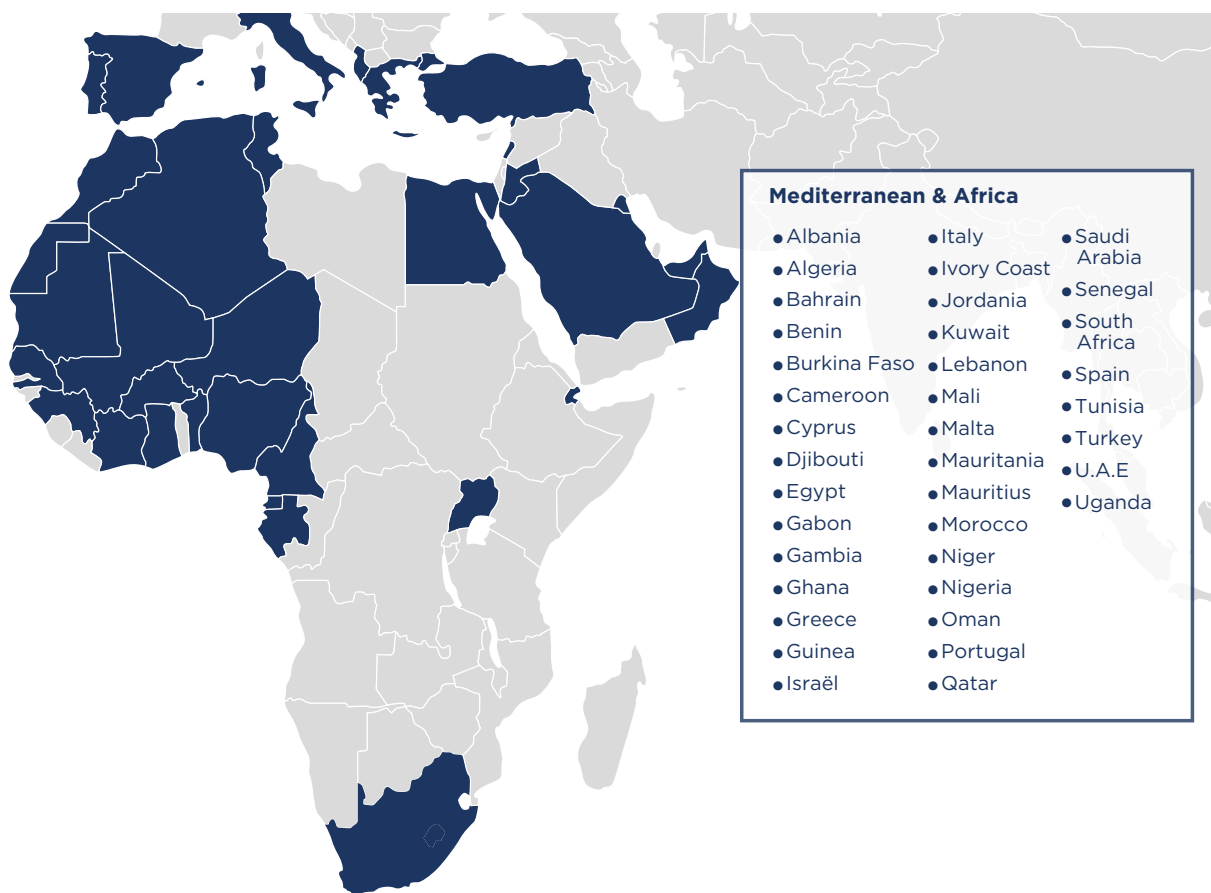 Mediterranean & Africa
● Albania
● Algeria
● Bahrain
● Benin
● Burkina Faso
● Cameroon
● Cyprus
● Djibouti
● Egypt
● Gabon
● Gambia
● Ghana
● Greece
● Guinea
● Israël
● Italy
● Ivory Coast
● Jordania
● Kuwait
● Lebanon
● Mali
● Malta
● Mauritania
● Mauritius
● Morocco
● Niger
● Nigeria
● Oman
● Portugal
● Qatar
● Saudi
Arabia
● Senegal
● South
Africa
● Spain
● Tunisia
● Turkey
● U.A.E
● Uganda